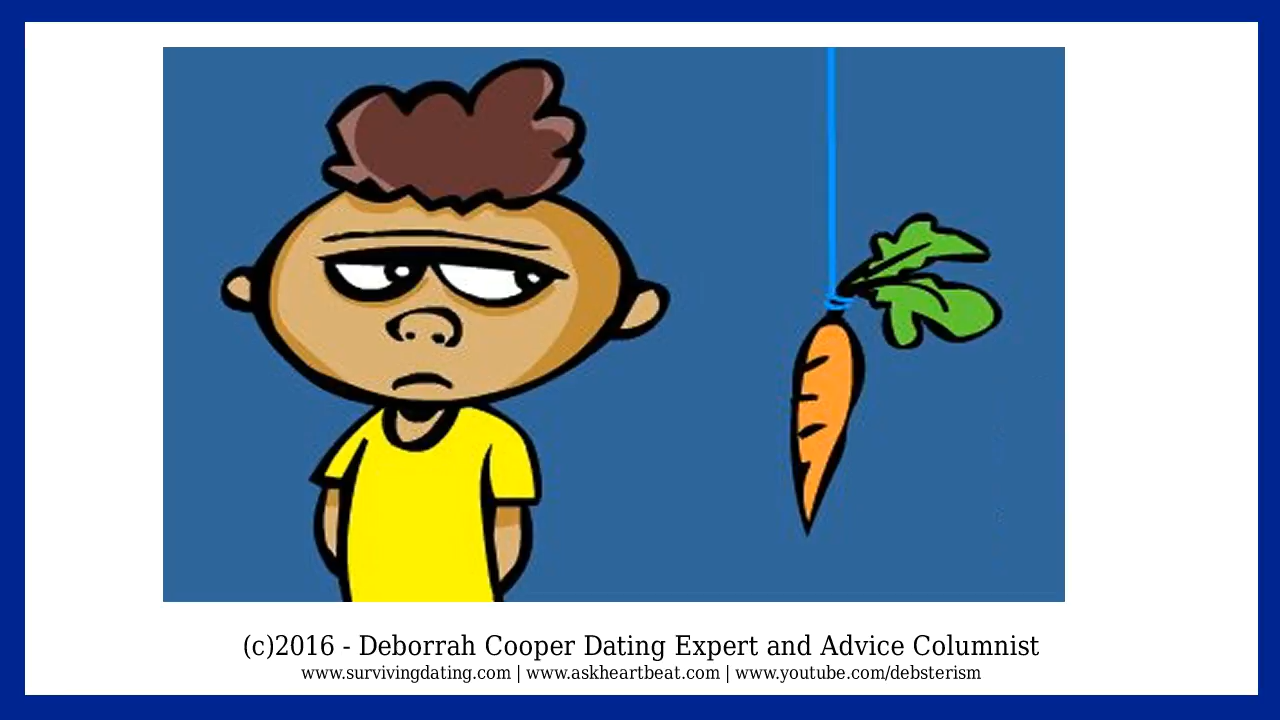 (c)2016 - Deborrah Cooper Dating Expert and Advice Columnist
www.survivingdating.com | www.askheartbeat.com | www.youtube.com/debsterism